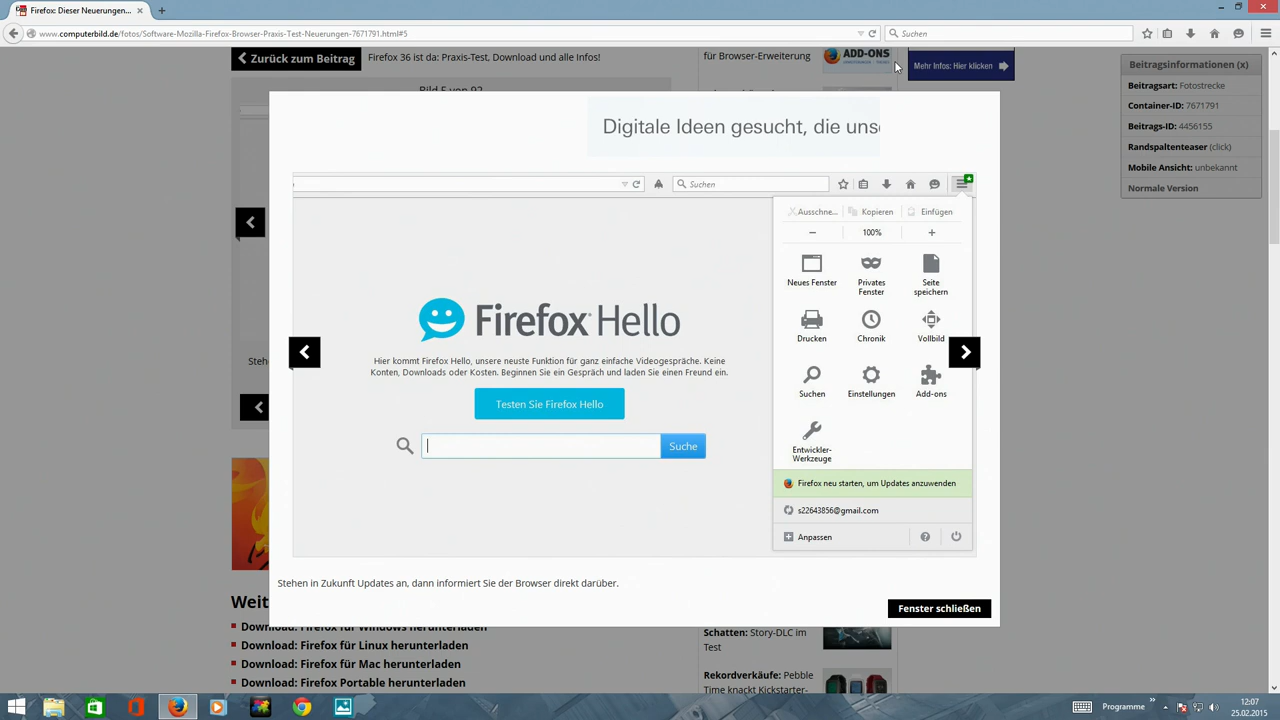 Firefox: Dieser Neuerungen...
www.computerbild.de/fotos/Software-Mozilla-Firefox-Browser-Praxis-Test-Neuerungen-7671791.html#5
Suchen
Zurück zum Beitrag
Firefox 36 ist da: Praxis-Test, Download und alle Infos!
für Browser-Erweiterung
ADD-ONS
Mehr Infos: Hier klicken
Beitragsinformationen (x)
Beitragsart: Fotostrecke
Container-ID: 7671791
Beitrags-ID: 4456155
Randspaltenteaser (click)
Mobile Ansicht: unbekannt
Normale Version
Digitale Ideen gesucht, die uns
Suchen
Ausschne...
Kopieren
Einfügen
100%
Neues Fenster
Privates
Fenster
Seite
speichern
Drucken
Chronik
Vollbild
Suchen
Einstellungen
Add-ons
Entwickler-
Werkzeuge
Firefox neu starten, um Updates anzuwenden
s22643856@gmail.com
Anpassen
Firefox Hello
Hier kommt Firefox Hello, unsere neuste Funktion für ganz einfache Videogespräche. Keine
Konten, Downloads oder Kosten. Beginnen Sie ein Gespräch und laden Sie einen Freund ein.
Testen Sie Firefox Hello
Suche
Steh
Stehen in Zukunft Updates an, dann informiert Sie der Browser direkt darüber.
Fenster schließen
Weit
Download: Firefox für Windows herunterladen
Download: Firefox für Linux herunterladen
Download: Firefox für Mac herunterladen
Download: Firefox Portable herunterladen
Schatten: Story-DLC im
Test
Rekordverkäufe: Pebble
Time knackt Kickstarter-
Programme
12:07
25.02.2015